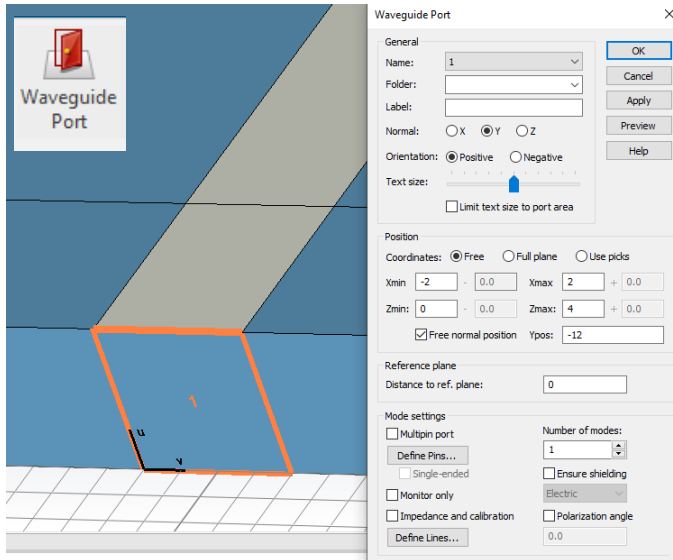 Waveguide
Port
1
u
v
Waveguide Port
General
Name: 1
Folder:
Label:
Normal: X Y Z
Orientation: Positive Negative
Text size:
Limit text size to port area
OK
Cancel
Apply
Preview
Help
Position
Coordinates: Free Full plane Use picks
Xmin -2 - 0.0 Xmax 2 + 0.0
Zmin: 0 - 0.0 Zmax: 4 + 0.0
Free normal position Ypos: -12
Reference plane
Distance to ref. plane: 0
Mode settings
Multipin port
Define Pins...
Single-ended
Monitor only
Impedance and calibration
Define Lines...
Number of modes:
1
Ensure shielding
Electric
Polarization angle
0.0